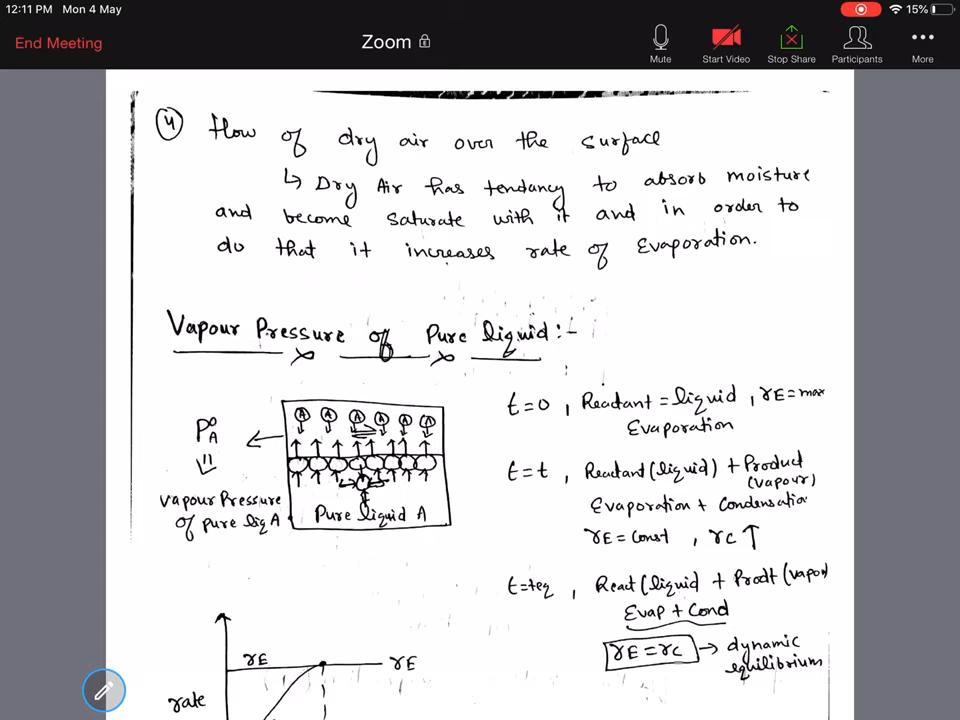 12:11 PM Mon 4 May
15%
End Meeting
Zoom
Mute
Start Video
Stop Share
Participants
More
4 Flow of dry air over the surface
↳ Dry Air has tendancy to absorb moisture
and become saturate with it and in order to
do that it increases rate of Evaporation.
Vapour Pressure of Pure liquid:-
P°A
vapour Pressure
of pure liq A.
A A A A A A A
Pure liquid A
t=0, Reactant = liquid, rE = max
Evaporation
t=t, Reactant (liquid) + Product
(vapour)
Evaporation + Condensation
rE = Const, rC ↑
t=teq, React (liquid) + Prodt (vapor)
Evap + Cond
rE = rC → dynamic
equilibrium
rE
rE
rate